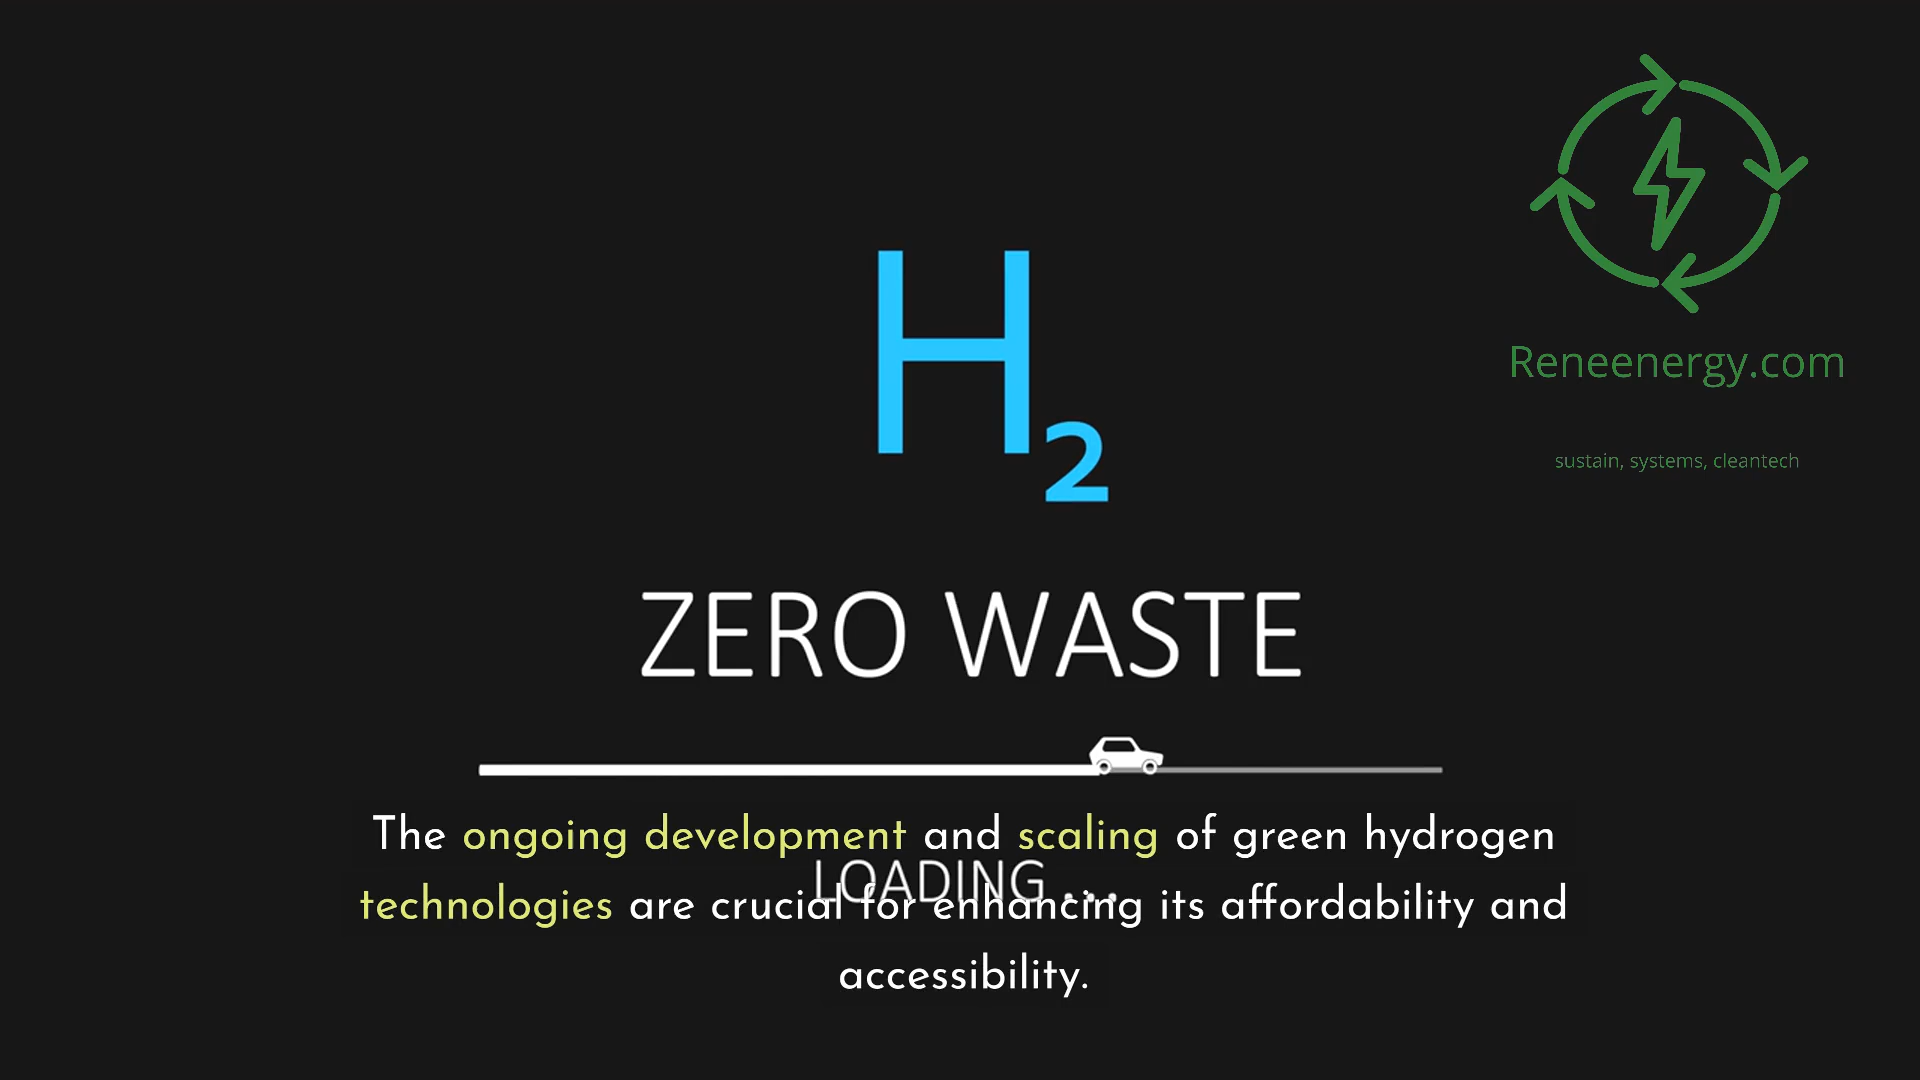 H₂
Reneenergy.com
sustain, systems, cleantech
ZERO WASTE
The ongoing development and scaling of green hydrogen
LOADING ...
technologies are crucial for enhancing its affordability and
accessibility.